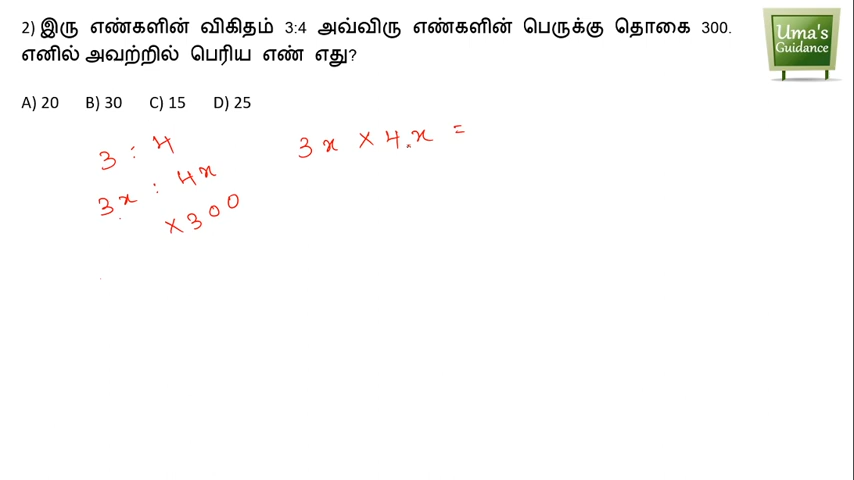 2) இரு எண்களின் விகிதம் 3:4 அவ்விரு எண்களின் பெருக்கு தொகை 300.
எனில் அவற்றில் பெரிய எண் எது?
Uma's
Guidance
A) 20 B) 30 C) 15 D) 25
3 : 4
3x × 4x =
3x : 4x
×300